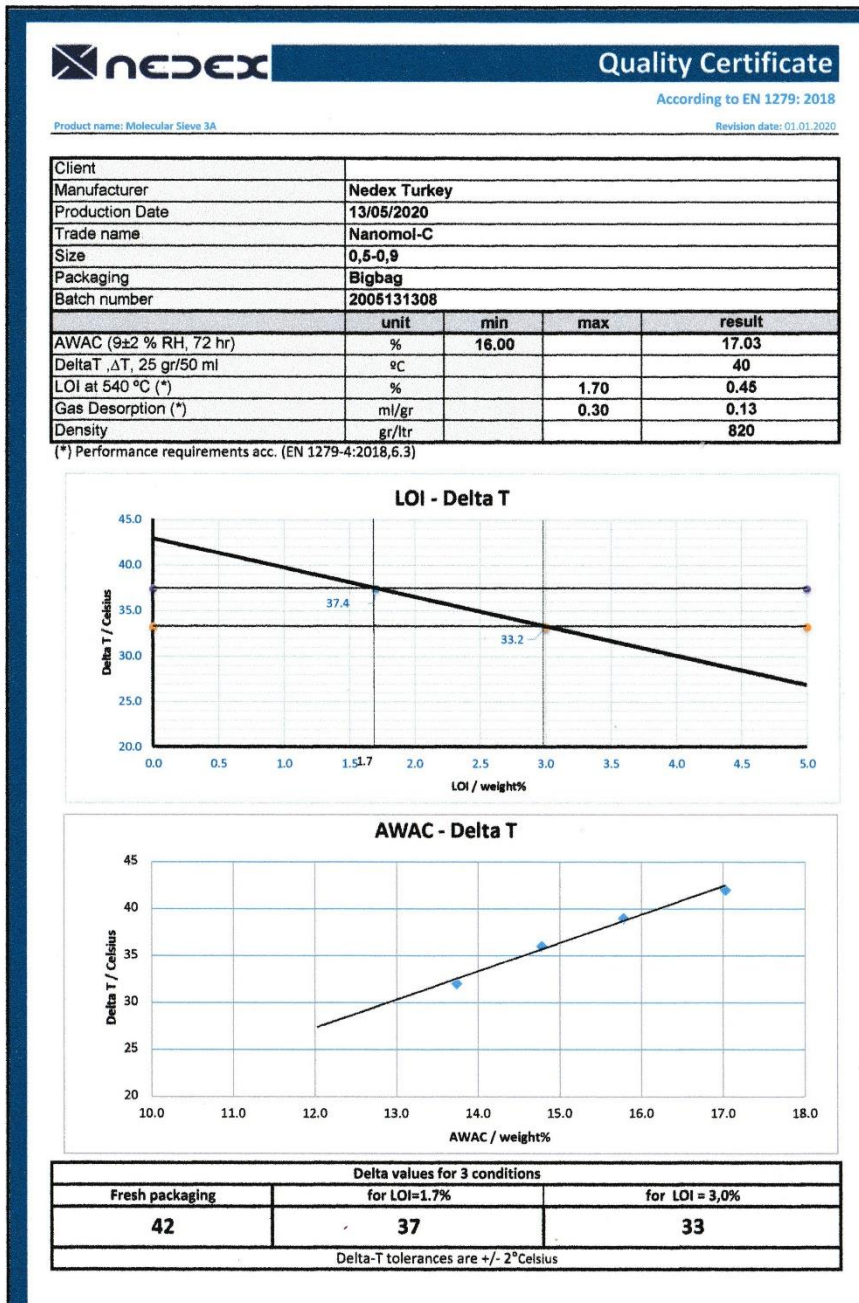 NEDEX
Quality Certificate
According to EN 1279: 2018
Product name: Molecular Sieve 3A
Revision date: 01.01.2020
Client
Manufacturer Nedex Turkey
Production Date 13/05/2020
Trade name Nanomol-C
Size 0,5-0,9
Packaging Bigbag
Batch number 2005131308
unit min max result
AWAC (9±2 % RH, 72 hr) % 16.00 17.03
DeltaT ,ΔT, 25 gr/50 ml ºC 40
LOI at 540 ºC (*) % 1.70 0.45
Gas Desorption (*) ml/gr 0.30 0.13
Density gr/ltr 820
(*) Performance requirements acc. (EN 1279-4:2018,6.3)
LOI - Delta T
Delta T / Celsius
45.0
40.0
35.0
30.0
25.0
20.0
37.4
33.2
0.0 0.5 1.0 1.5 1.7 2.0 2.5 3.0 3.5 4.0 4.5 5.0
LOI / weight%
AWAC - Delta T
Delta T / Celsius
45
40
35
30
25
20
10.0 11.0 12.0 13.0 14.0 15.0 16.0 17.0 18.0
AWAC / weight%
Delta values for 3 conditions
Fresh packaging for LOI=1.7% for LOI = 3,0%
42 37 33
Delta-T tolerances are +/- 2°Celsius